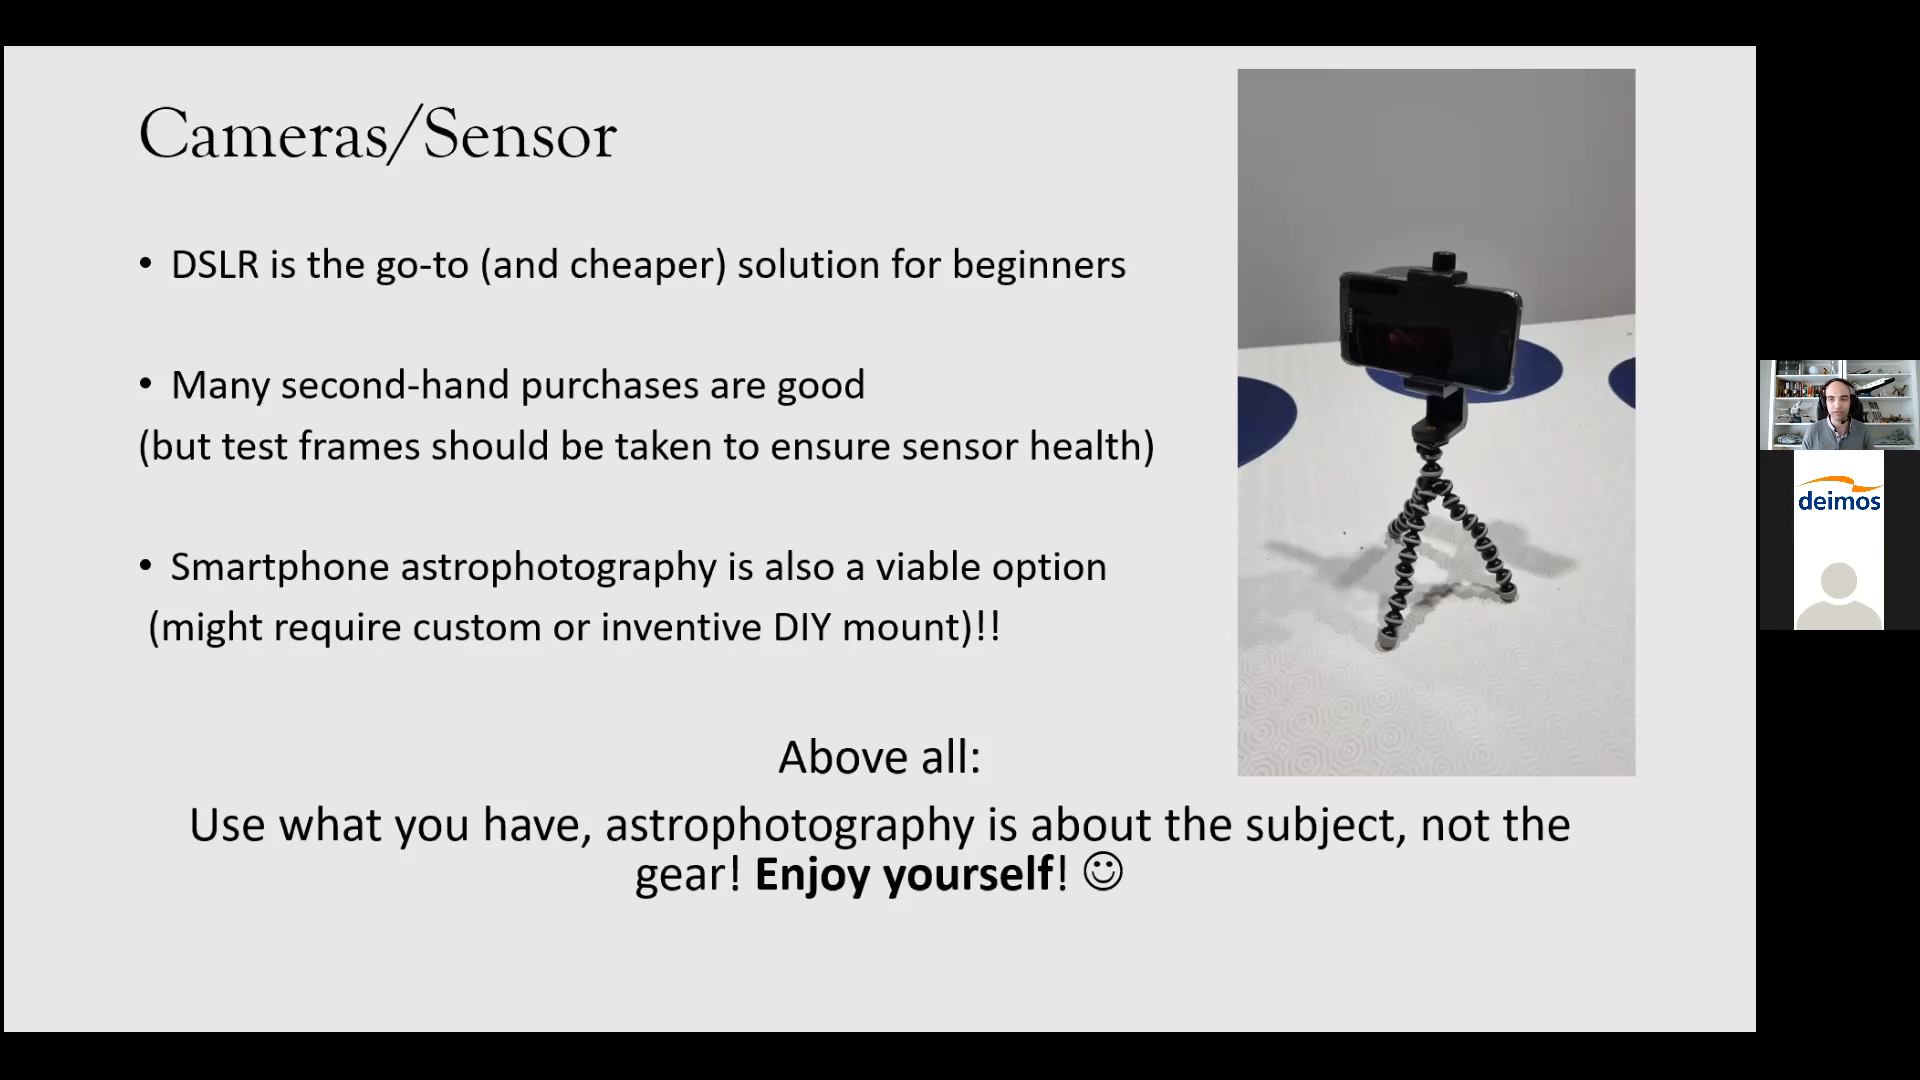 Cameras/Sensor
• DSLR is the go-to (and cheaper) solution for beginners
• Many second-hand purchases are good
(but test frames should be taken to ensure sensor health)
• Smartphone astrophotography is also a viable option
(might require custom or inventive DIY mount)!!
Above all:
Use what you have, astrophotography is about the subject, not the
gear! Enjoy yourself! ☺
deimos